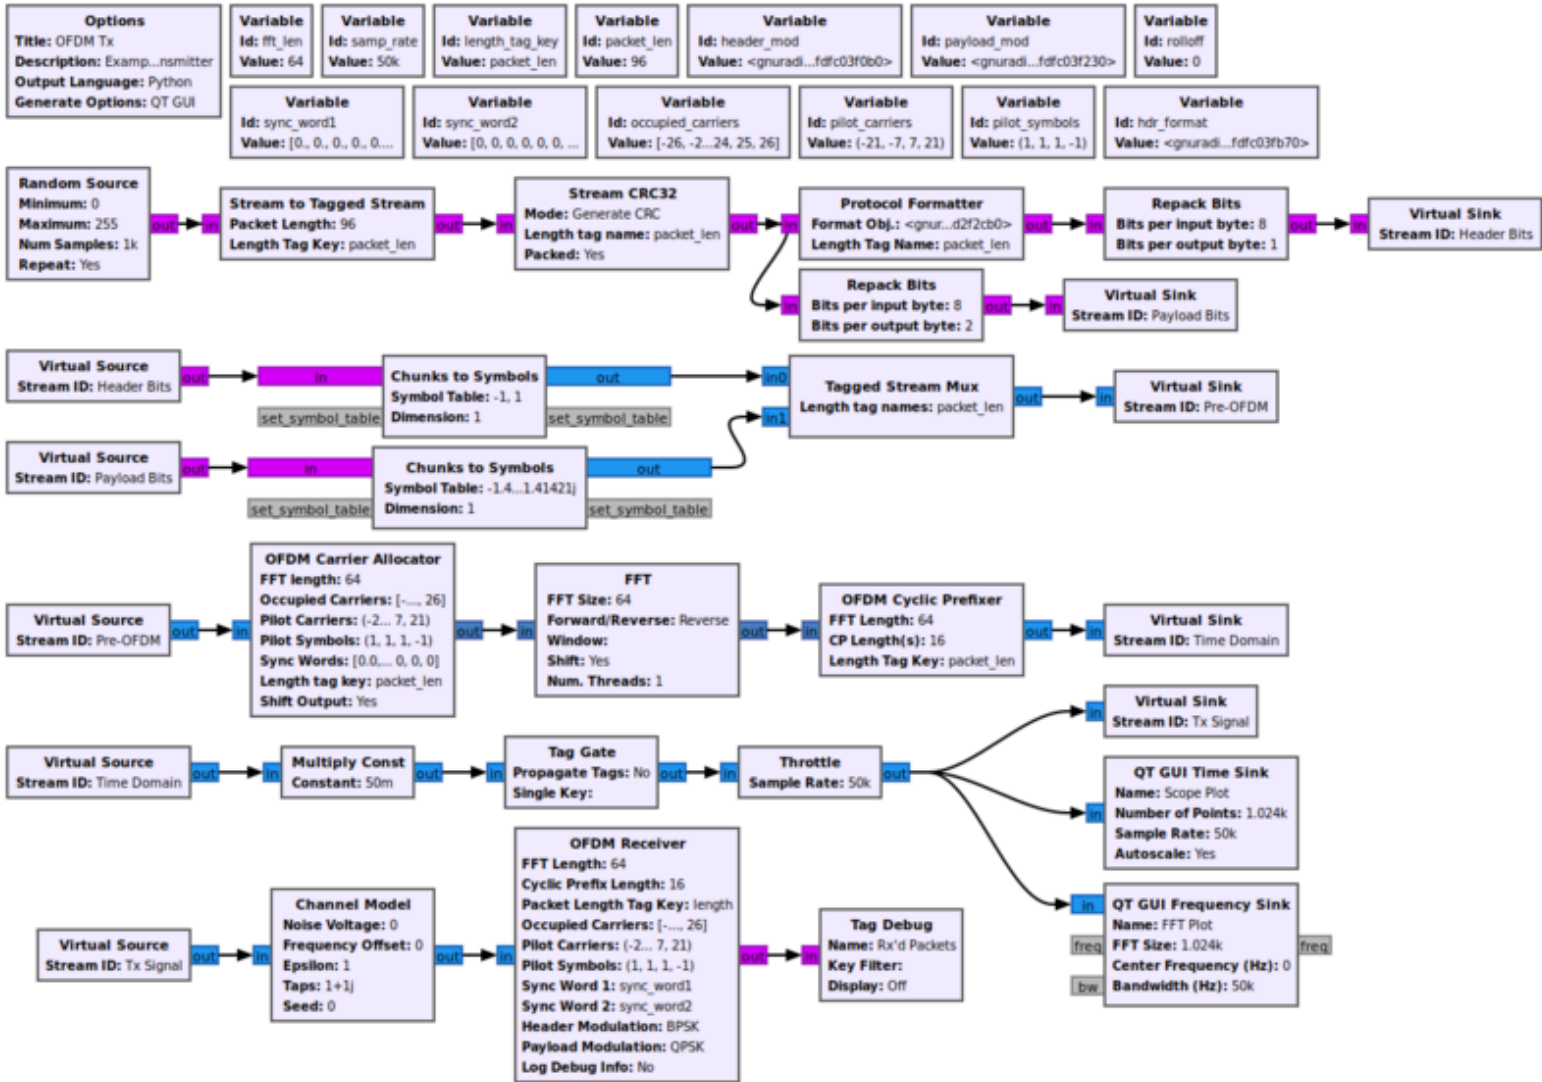 Options
Title: OFDM Tx
Description: Examp...nsmitter
Output Language: Python
Generate Options: QT GUI
Variable
Id: fft_len
Value: 64
Variable
Id: samp_rate
Value: 50k
Variable
Id: length_tag_key
Value: packet_len
Variable
Id: packet_len
Value: 96
Variable
Id: header_mod
Value: <gnuradi...fdfc03f0b0>
Variable
Id: payload_mod
Value: <gnuradi...fdfc03f230>
Variable
Id: rolloff
Value: 0
Variable
Id: sync_word1
Value: [0., 0., 0., 0., 0....
Variable
Id: sync_word2
Value: [0, 0, 0, 0, 0, 0, ...
Variable
Id: occupied_carriers
Value: [-26, -2...24, 25, 26]
Variable
Id: pilot_carriers
Value: (-21, -7, 7, 21)
Variable
Id: pilot_symbols
Value: (1, 1, 1, -1)
Variable
Id: hdr_format
Value: <gnuradi...fdfc03fb70>
Random Source
Minimum: 0
Maximum: 255
Num Samples: 1k
Repeat: Yes
out
in
Stream to Tagged Stream
Packet Length: 96
Length Tag Key: packet_len
out
in
Stream CRC32
Mode: Generate CRC
Length tag name: packet_len
Packed: Yes
out
in
Protocol Formatter
Format Obj.: <gnur...d2f2cb0>
Length Tag Name: packet_len
out
in
Repack Bits
Bits per input byte: 8
Bits per output byte: 1
out
in
Virtual Sink
Stream ID: Header Bits
in
Repack Bits
Bits per input byte: 8
Bits per output byte: 2
out
in
Virtual Sink
Stream ID: Payload Bits
Virtual Source
Stream ID: Header Bits
out
in
set_symbol_table
Chunks to Symbols
Symbol Table: -1, 1
Dimension: 1
out
set_symbol_table
in0
in1
Tagged Stream Mux
Length tag names: packet_len
out
in
Virtual Sink
Stream ID: Pre-OFDM
Virtual Source
Stream ID: Payload Bits
out
in
set_symbol_table
Chunks to Symbols
Symbol Table: -1.4...1.41421j
Dimension: 1
out
set_symbol_table
Virtual Source
Stream ID: Pre-OFDM
out
in
OFDM Carrier Allocator
FFT length: 64
Occupied Carriers: [-..., 26]
Pilot Carriers: (-2... 7, 21)
Pilot Symbols: (1, 1, 1, -1)
Sync Words: [0.0,... 0, 0, 0]
Length tag key: packet_len
Shift Output: Yes
out
in
FFT
FFT Size: 64
Forward/Reverse: Reverse
Window:
Shift: Yes
Num. Threads: 1
out
in
OFDM Cyclic Prefixer
FFT Length: 64
CP Length(s): 16
Length Tag Key: packet_len
out
in
Virtual Sink
Stream ID: Time Domain
Virtual Source
Stream ID: Time Domain
out
in
Multiply Const
Constant: 50m
out
in
Tag Gate
Propagate Tags: No
Single Key:
out
in
Throttle
Sample Rate: 50k
out
in
Virtual Sink
Stream ID: Tx Signal
in
QT GUI Time Sink
Name: Scope Plot
Number of Points: 1.024k
Sample Rate: 50k
Autoscale: Yes
in
freq
bw
QT GUI Frequency Sink
Name: FFT Plot
FFT Size: 1.024k
Center Frequency (Hz): 0
Bandwidth (Hz): 50k
freq
Virtual Source
Stream ID: Tx Signal
out
in
Channel Model
Noise Voltage: 0
Frequency Offset: 0
Epsilon: 1
Taps: 1+1j
Seed: 0
out
in
OFDM Receiver
FFT Length: 64
Cyclic Prefix Length: 16
Packet Length Tag Key: length
Occupied Carriers: [-..., 26]
Pilot Carriers: (-2... 7, 21)
Pilot Symbols: (1, 1, 1, -1)
Sync Word 1: sync_word1
Sync Word 2: sync_word2
Header Modulation: BPSK
Payload Modulation: QPSK
Log Debug Info: No
out
in
Tag Debug
Name: Rx'd Packets
Key Filter:
Display: Off